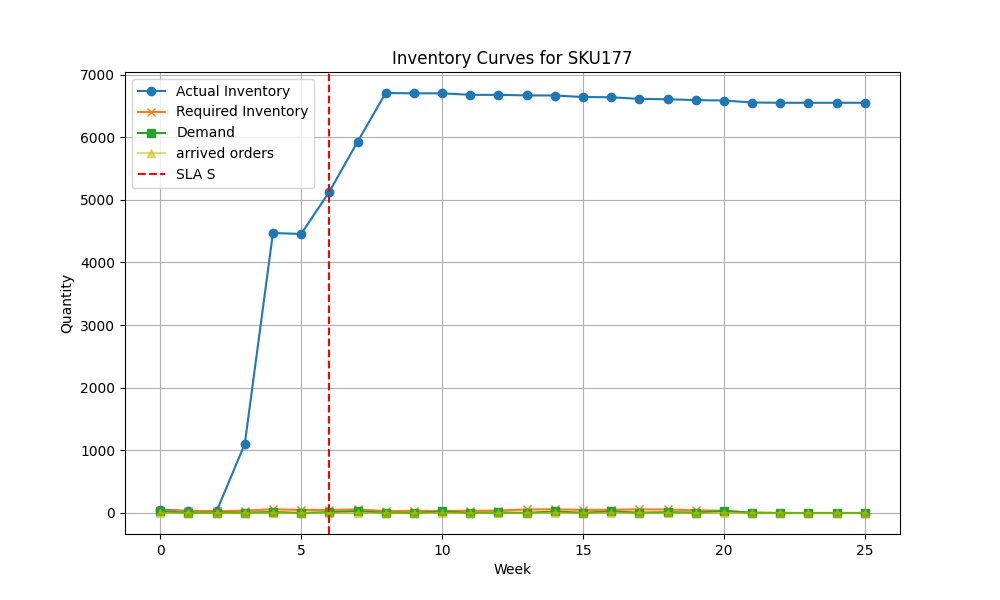 Inventory Curves for SKU177
7000
6000
5000
4000
3000
2000
1000
0
Quantity
Actual Inventory
Required Inventory
Demand
arrived orders
SLA S
0 5 10 15 20 25
Week